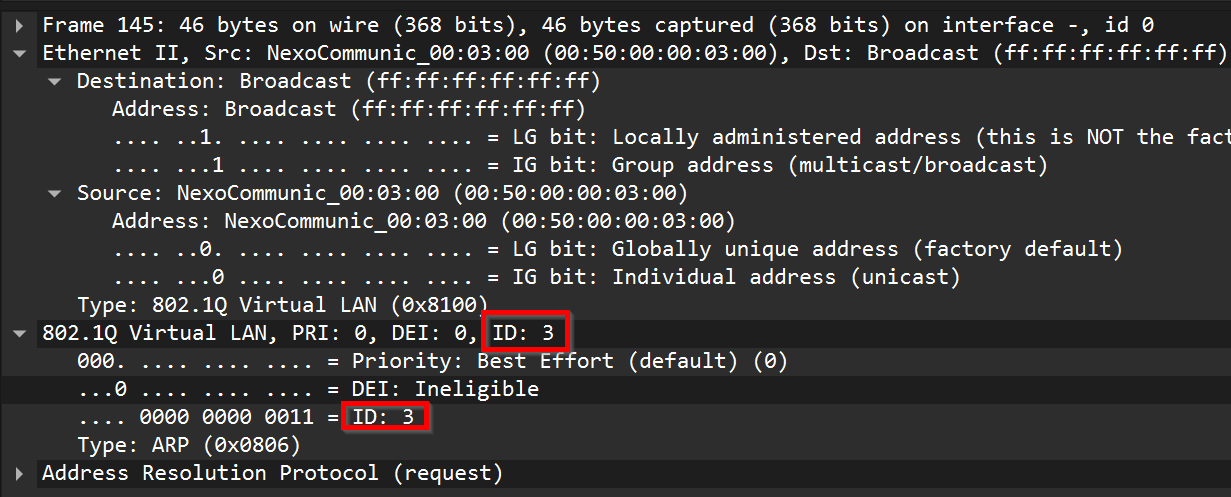 Frame 145: 46 bytes on wire (368 bits), 46 bytes captured (368 bits) on interface -, id 0
Ethernet II, Src: NexoCommunic_00:03:00 (00:50:00:00:03:00), Dst: Broadcast (ff:ff:ff:ff:ff:ff)
Destination: Broadcast (ff:ff:ff:ff:ff:ff)
Address: Broadcast (ff:ff:ff:ff:ff:ff)
.... ..1. .... .... .... .... = LG bit: Locally administered address (this is NOT the fact
.... ...1 .... .... .... .... = IG bit: Group address (multicast/broadcast)
Source: NexoCommunic_00:03:00 (00:50:00:00:03:00)
Address: NexoCommunic_00:03:00 (00:50:00:00:03:00)
.... ..0. .... .... .... .... = LG bit: Globally unique address (factory default)
.... ...0 .... .... .... .... = IG bit: Individual address (unicast)
Type: 802.1Q Virtual LAN (0x8100)
802.1Q Virtual LAN, PRI: 0, DEI: 0, ID: 3
000. .... .... .... = Priority: Best Effort (default) (0)
...0 .... .... .... = DEI: Ineligible
.... 0000 0000 0011 = ID: 3
Type: ARP (0x0806)
Address Resolution Protocol (request)